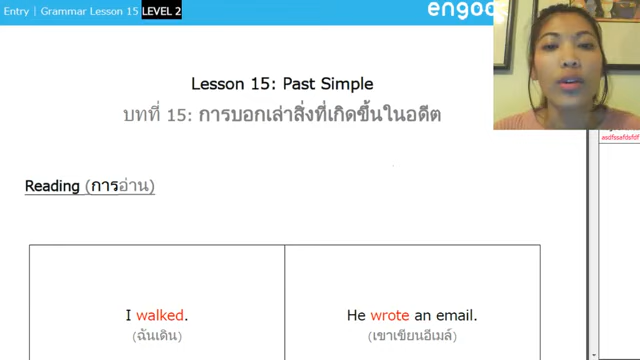 Entry | Grammar Lesson 15 LEVEL 2
engoo
Lesson 15: Past Simple
บทที่ 15: การบอกเล่าสิ่งที่เกิดขึ้นในอดีต
asdfssafdsfdf
Reading (การอ่าน)
I walked.
(ฉันเดิน)
He wrote an email.
(เขาเขียนอีเมล์)